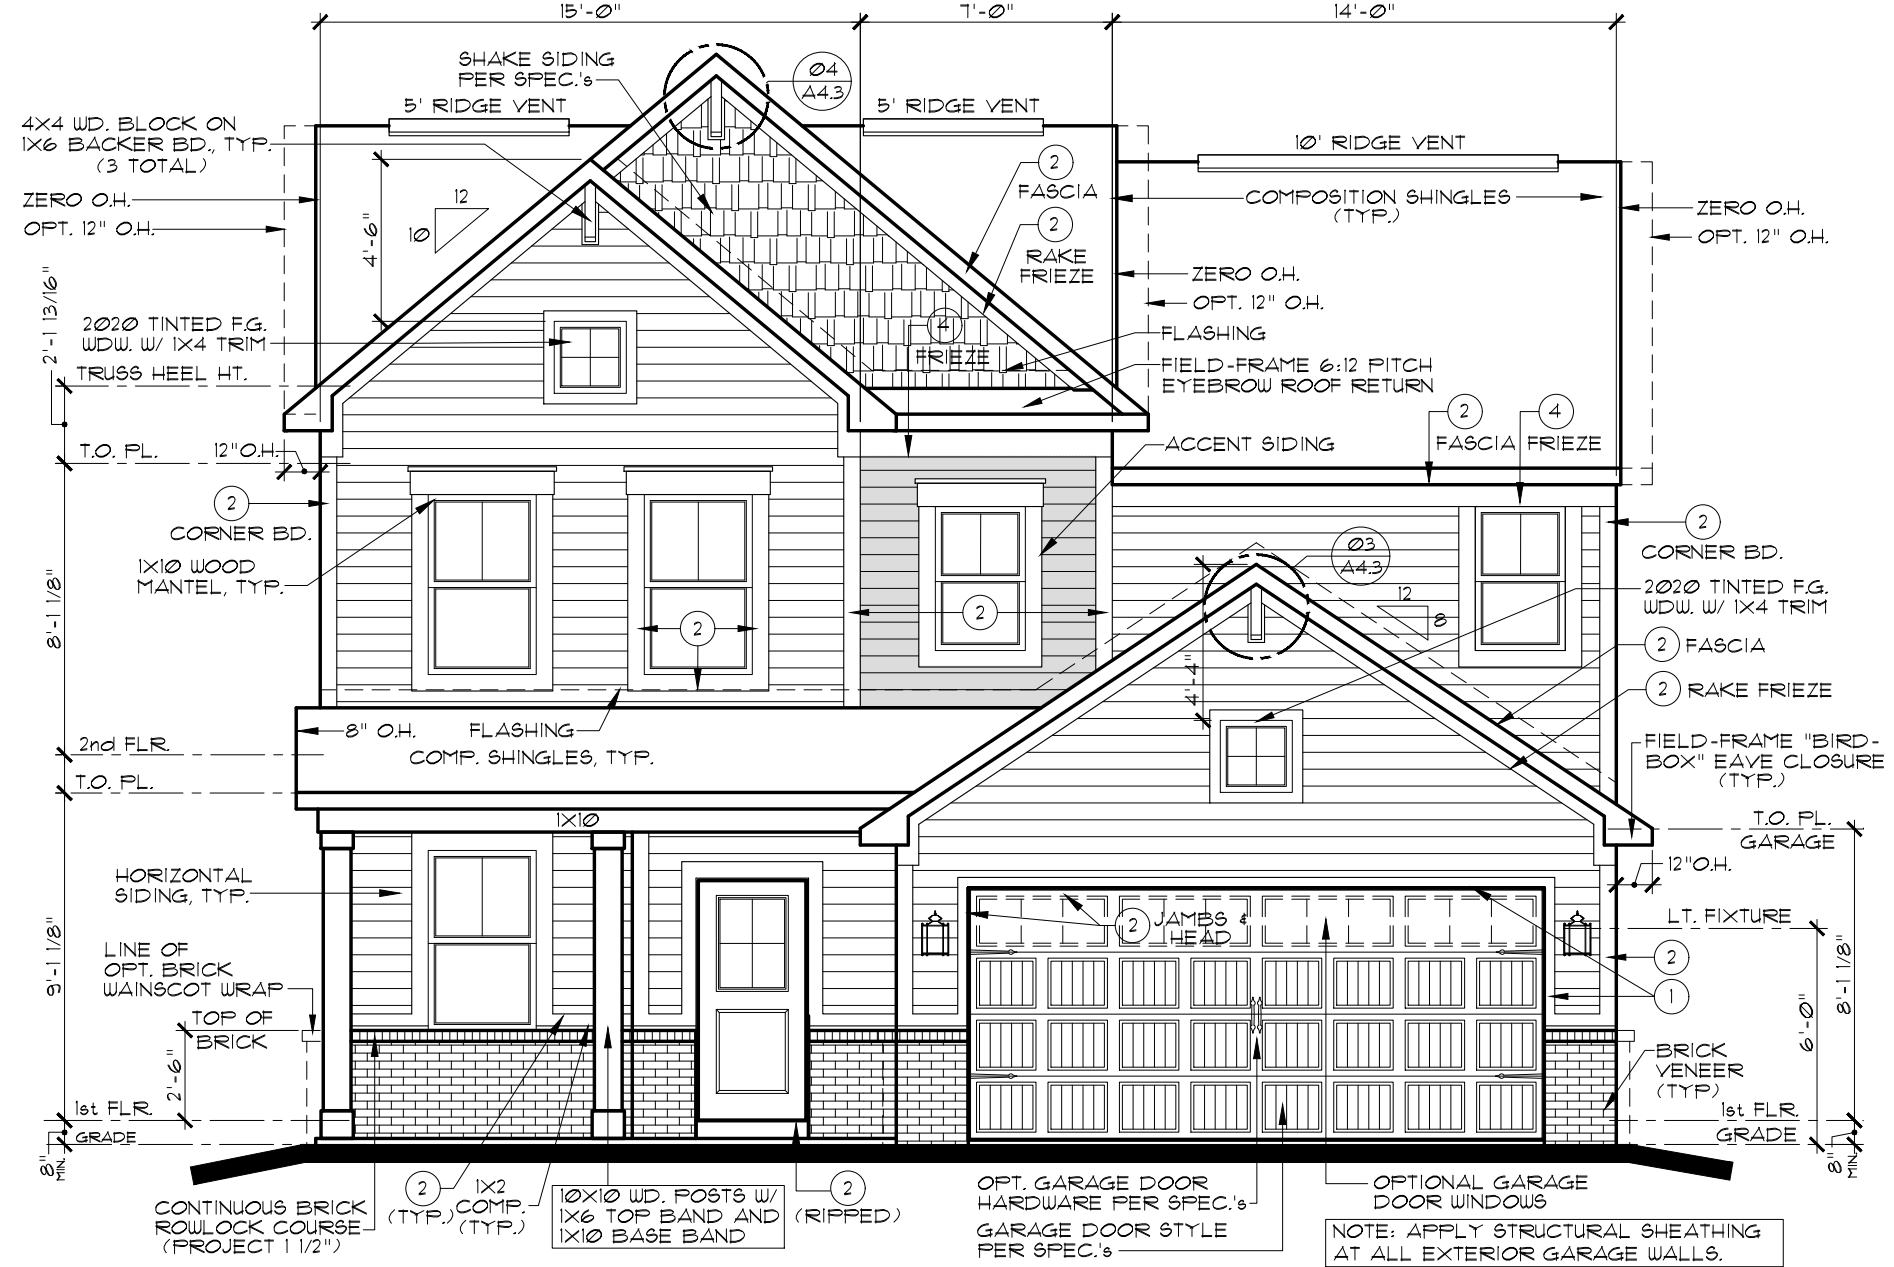 15'-0"
7'-0"
14'-0"
SHAKE SIDING
PER SPEC.'s
04
A4.3
5' RIDGE VENT
5' RIDGE VENT
10' RIDGE VENT
4X4 WD. BLOCK ON
1X6 BACKER BD., TYP.
(3 TOTAL)
ZERO O.H.
OPT. 12" O.H.
12
10
4'-6"
2
FASCIA
2
RAKE
FRIEZE
COMPOSITION SHINGLES
(TYP.)
ZERO O.H.
OPT. 12" O.H.
ZERO O.H.
OPT. 12" O.H.
2'-1 13/16"
2020 TINTED F.G.
WDW. W/ 1X4 TRIM
TRUSS HEEL HT.
4
FRIEZE
FLASHING
FIELD-FRAME 6:12 PITCH
EYEBROW ROOF RETURN
2
FASCIA
4
FRIEZE
T.O. PL.
12"O.H.
ACCENT SIDING
2
CORNER BD.
1X10 WOOD
MANTEL, TYP.
8'-1 1/8"
2
2
03
A4.3
2
CORNER BD.
2020 TINTED F.G.
WDW. W/ 1X4 TRIM
12
8
2 FASCIA
2 RAKE FRIEZE
4'-4"
8" O.H.
FLASHING
COMP. SHINGLES, TYP.
2nd FLR.
T.O. PL.
FIELD-FRAME "BIRD-
BOX" EAVE CLOSURE
(TYP.)
1X10
T.O. PL.
GARAGE
12"O.H.
HORIZONTAL
SIDING, TYP.
9'-1 1/8"
2 JAMBS &
HEAD
LT. FIXTURE
LINE OF
OPT. BRICK
WAINSCOT WRAP
2
1
8'-1 1/8"
6'-0"
TOP OF
BRICK
2'-6"
BRICK
VENEER
(TYP)
1st FLR.
GRADE
8"
MIN.
1st FLR.
GRADE
8"
MIN.
CONTINUOUS BRICK
ROWLOCK COURSE
(PROJECT 1 1/2")
2
(TYP.)
1X2
COMP.
(TYP.)
10X10 WD. POSTS W/
1X6 TOP BAND AND
1X10 BASE BAND
2
(RIPPED)
OPT. GARAGE DOOR
HARDWARE PER SPEC.'s
GARAGE DOOR STYLE
PER SPEC.'s
OPTIONAL GARAGE
DOOR WINDOWS
NOTE: APPLY STRUCTURAL SHEATHING
AT ALL EXTERIOR GARAGE WALLS.